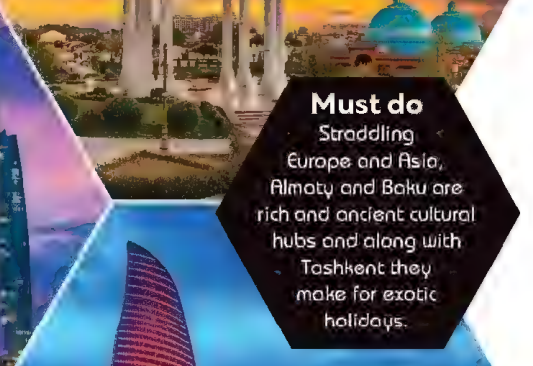 Must do
Straddling
Europe and Asia,
Almaty and Baku are
rich and ancient cultural
hubs and along with
Tashkent they
make for exotic
holidays.